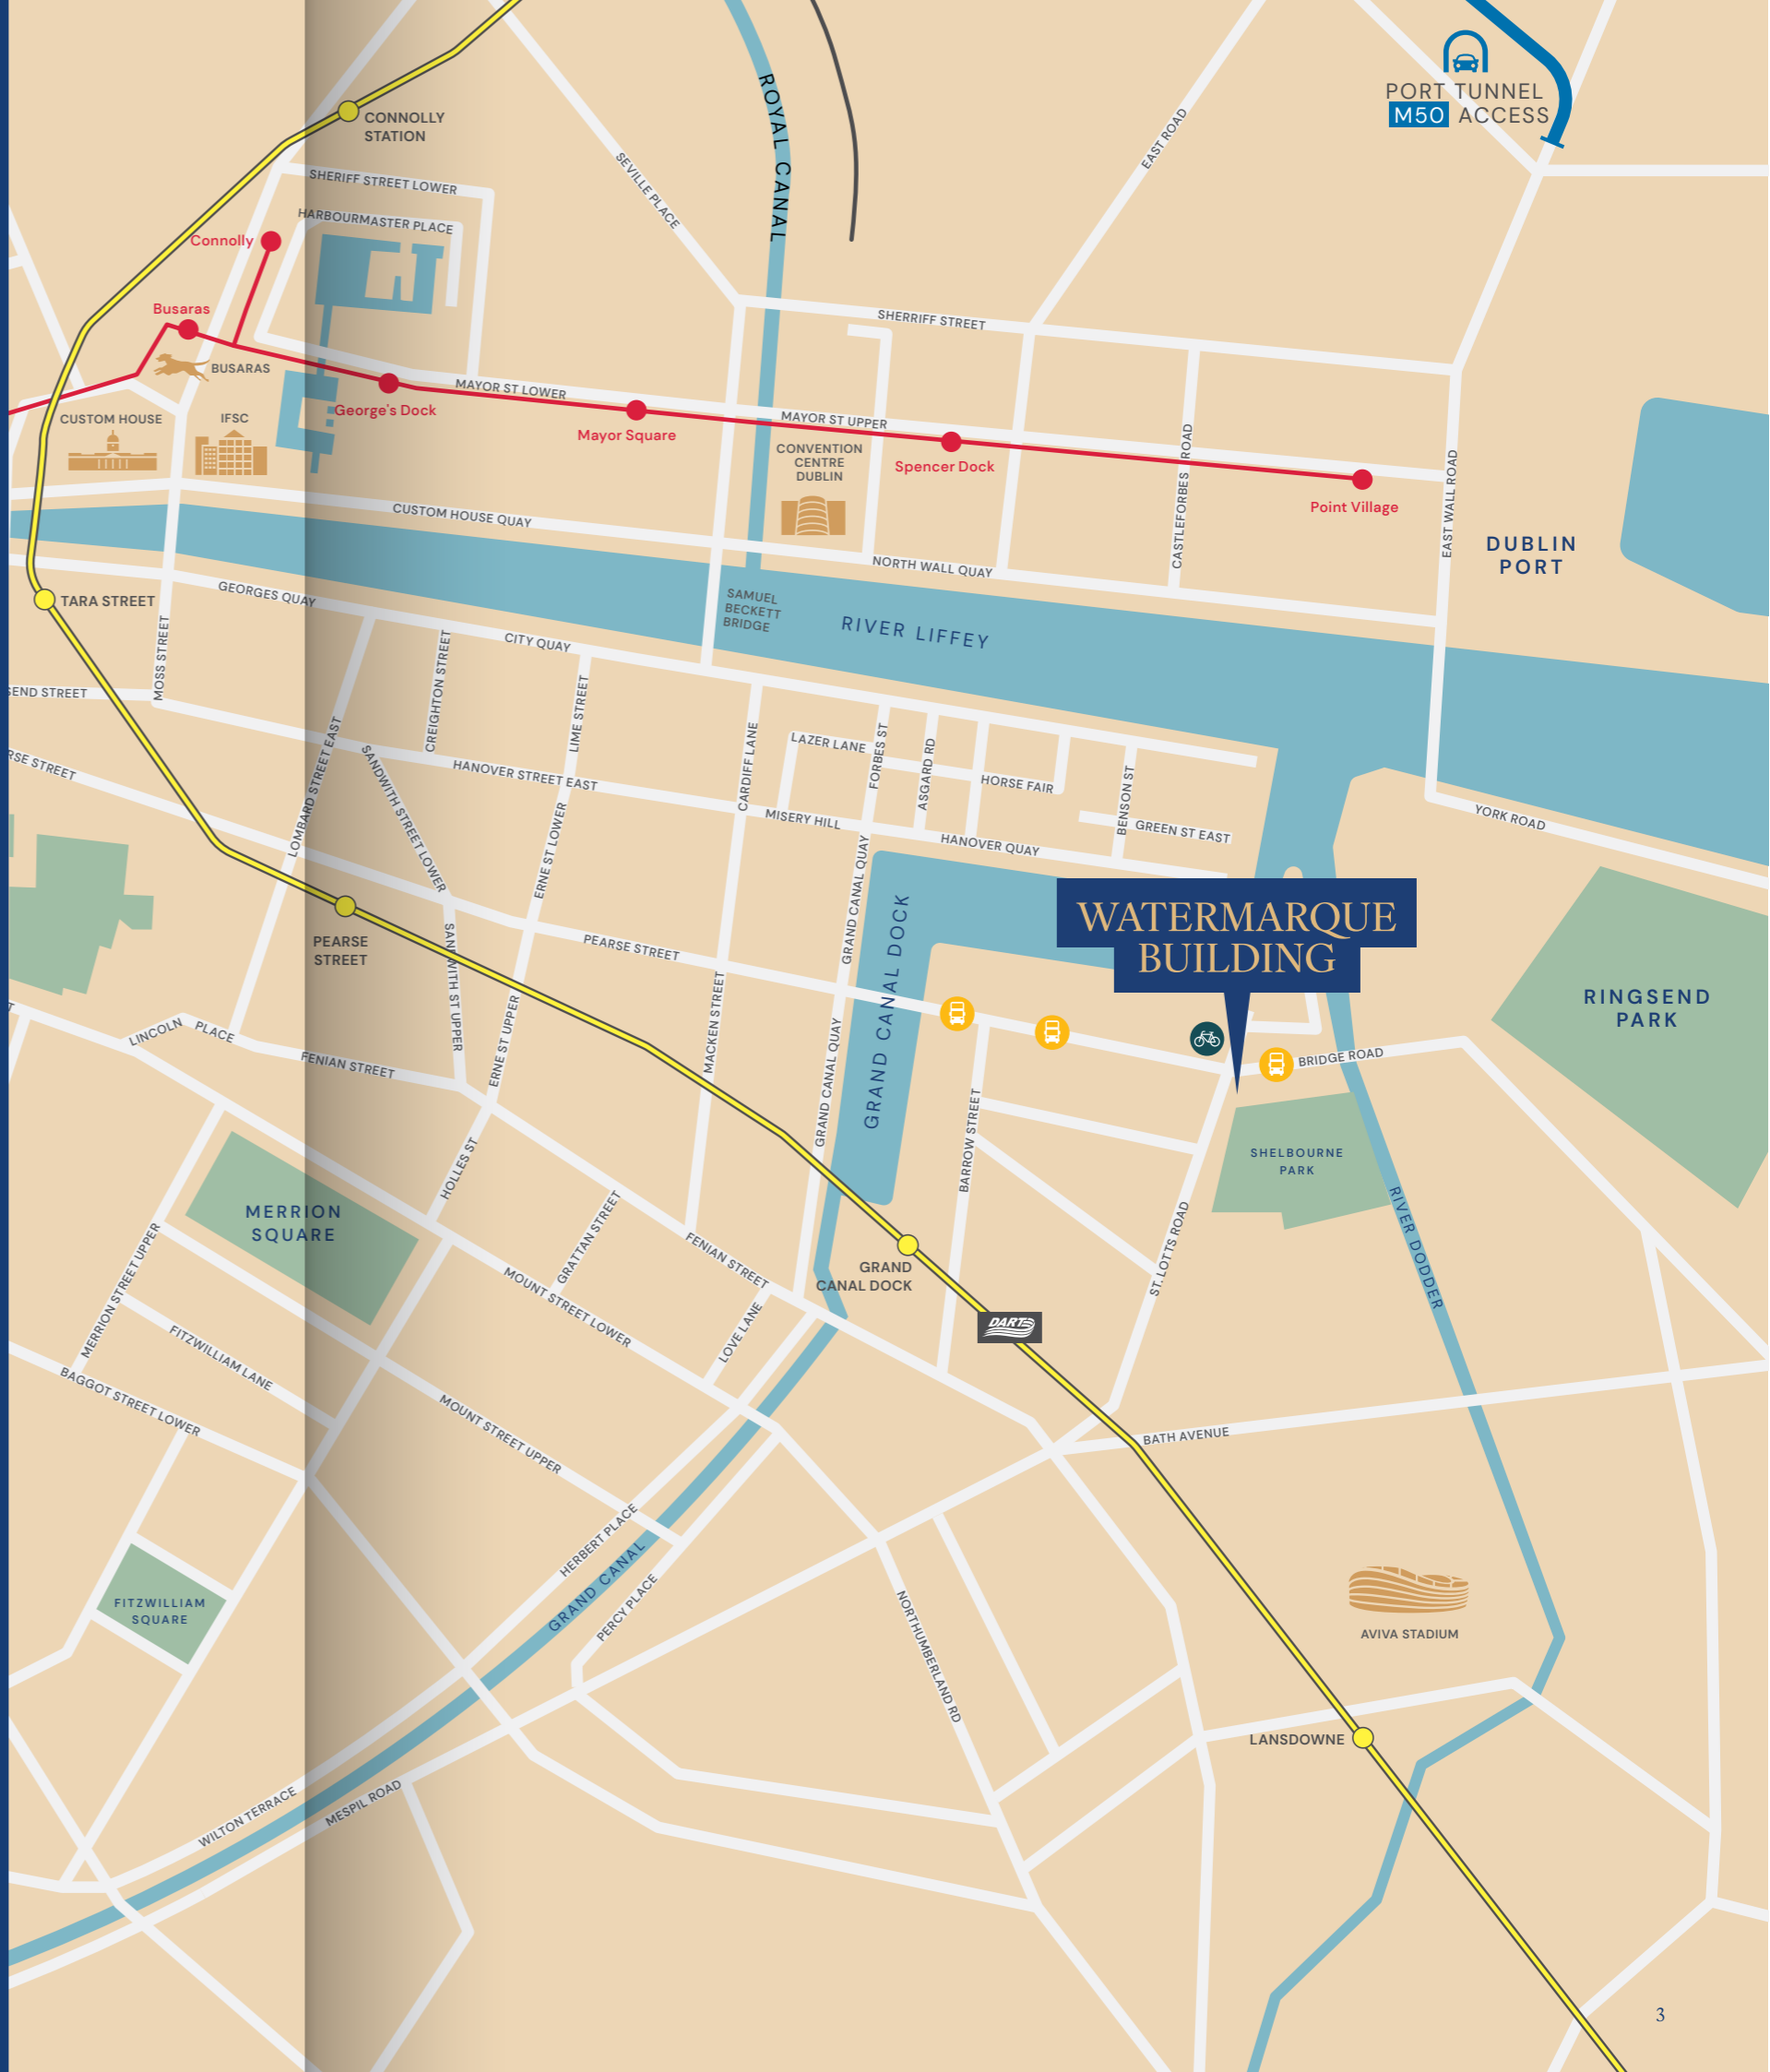 PORT TUNNEL
M50 ACCESS
ROYAL CANAL
CONNOLLY
STATION
EAST ROAD
SEVILLE PLACE
SHERIFF STREET LOWER
HARBOURMASTER PLACE
Connolly
Busaras
SHERRIFF STREET
BUSARAS
MAYOR ST LOWER
George's Dock
CUSTOM HOUSE
IFSC
MAYOR ST UPPER
Mayor Square
CONVENTION
CENTRE
DUBLIN
Spencer Dock
CASTLEFORBES ROAD
EAST WALL ROAD
Point Village
CUSTOM HOUSE QUAY
DUBLIN
PORT
NORTH WALL QUAY
GEORGES QUAY
TARA STREET
SAMUEL
BECKETT
BRIDGE
RIVER LIFFEY
CITY QUAY
MOSS STREET
CREIGHTON STREET
LIME STREET
SEND STREET
RSE STREET
LOMBARD STREET EAST
SANDWITH STREET LOWER
HANOVER STREET EAST
CARDIFF LANE
LAZER LANE
FORBES ST
ASGARD RD
HORSE FAIR
BENSON ST
GREEN ST EAST
MISERY HILL
HANOVER QUAY
YORK ROAD
ERNE ST LOWER
GRAND CANAL QUAY
GRAND CANAL DOCK
WATERMARQUE
BUILDING
PEARSE
STREET
SANDWITH ST UPPER
PEARSE STREET
RINGSEND
PARK
LINCOLN PLACE
FENIAN STREET
ERNE ST UPPER
MACKEN STREET
GRAND CANAL QUAY
BRIDGE ROAD
BARROW STREET
SHELBOURNE
PARK
HOLLES ST
MERRION
SQUARE
GRATTAN STREET
FENIAN STREET
ST. LOTTS ROAD
RIVER DODDER
MERRION STREET UPPER
GRAND
CANAL DOCK
MOUNT STREET LOWER
LOVE LANE
DART
FITZWILLIAM LANE
BAGGOT STREET LOWER
MOUNT STREET UPPER
BATH AVENUE
HERBERT PLACE
GRAND CANAL
PERCY PLACE
FITZWILLIAM
SQUARE
NORTHUMBERLAND RD
AVIVA STADIUM
LANSDOWNE
WILTON TERRACE
MESPIL ROAD
3